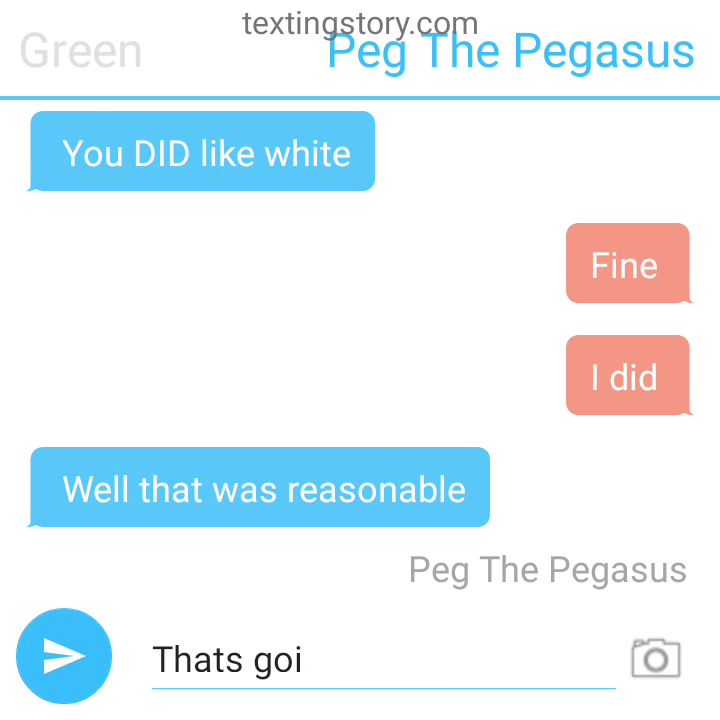 textingstory.com
Green
Peg The Pegasus
You DID like white
Fine
I did
Well that was reasonable
Peg The Pegasus
Thats goi